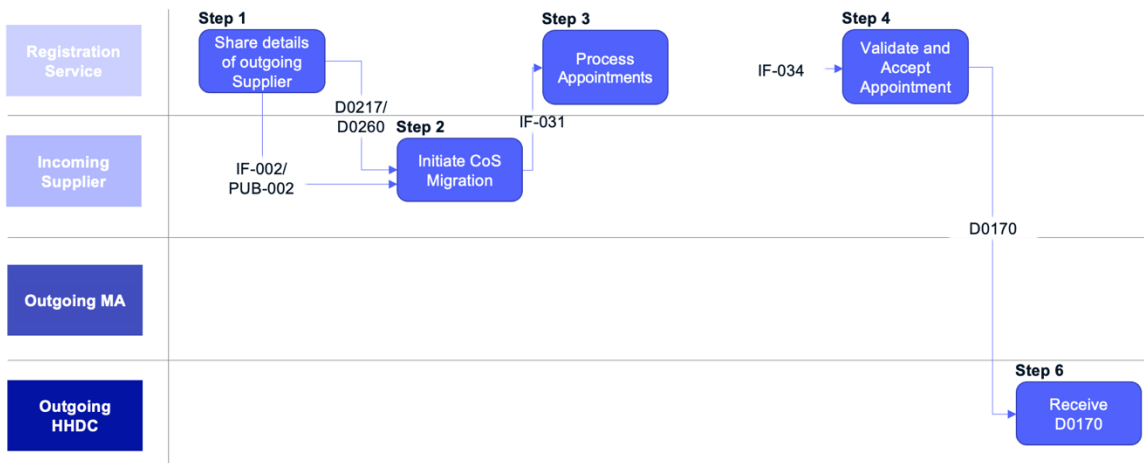 Registration
Service
Step 1
Share details
of outgoing
Supplier
Step 3
Process
Appointments
Step 4
Validate and
Accept
Appointment
IF-034
D0217/
D0260
IF-031
Incoming
Supplier
Step 2
Initiate CoS
Migration
IF-002/
PUB-002
D0170
Outgoing MA
Outgoing
HHDC
Step 6
Receive
D0170